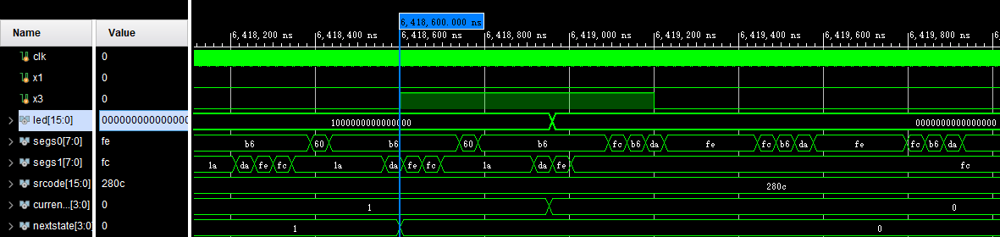 6,418,600.000 ns
Name Value
6,418,200 ns 6,418,400 ns 6,418,600 ns 6,418,800 ns 6,419,000 ns 6,419,200 ns 6,419,400 ns 6,419,600 ns 6,419,800 ns
clk 0
x1 0
x3 0
led[15:0] 0000000000000000 1000000000000000 0000000000000000
segs0[7:0] fe b6 60 b6 60 b6 fc b6 da fe fc b6 da fe fc b6 da
segs1[7:0] fc 1a da fe fc 1a da fe fc 1a da fe fc
srcode[15:0] 280c 280c
curren...[3:0] 0 1 0
nextstate[3:0] 0 1 0